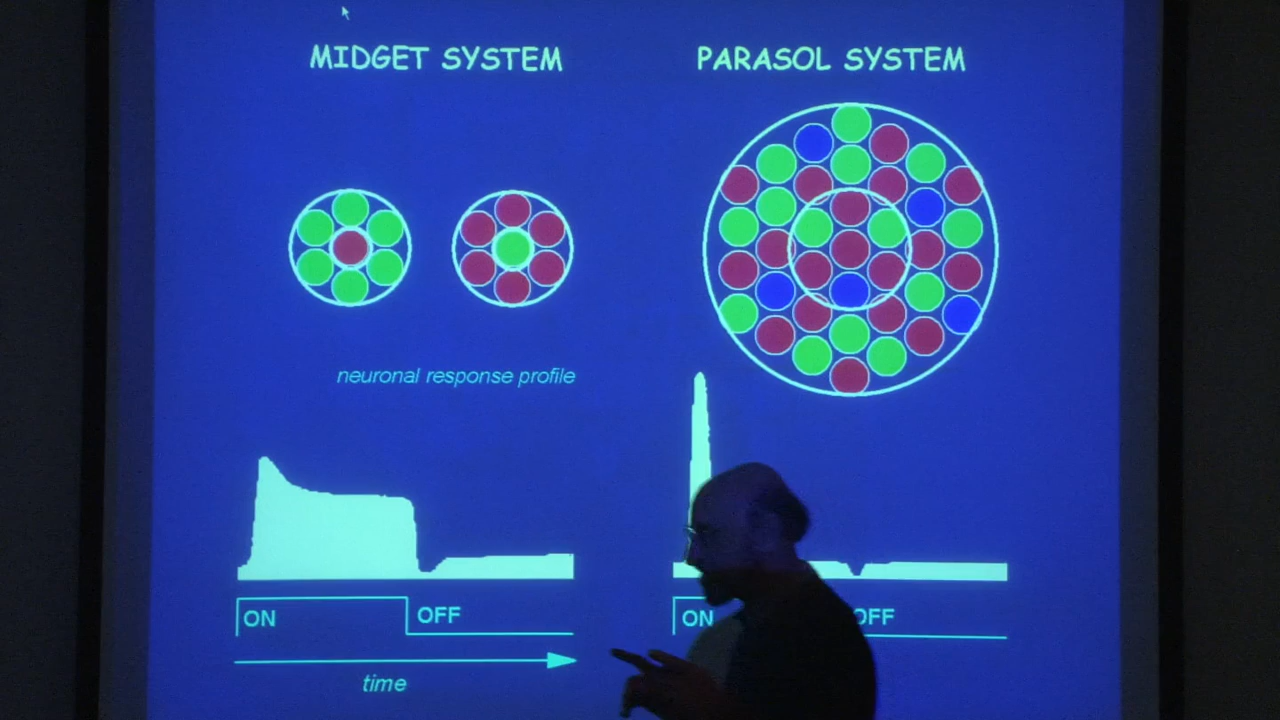 MIDGET SYSTEM
PARASOL SYSTEM
neuronal response profile
ON
OFF
ON
OFF
time